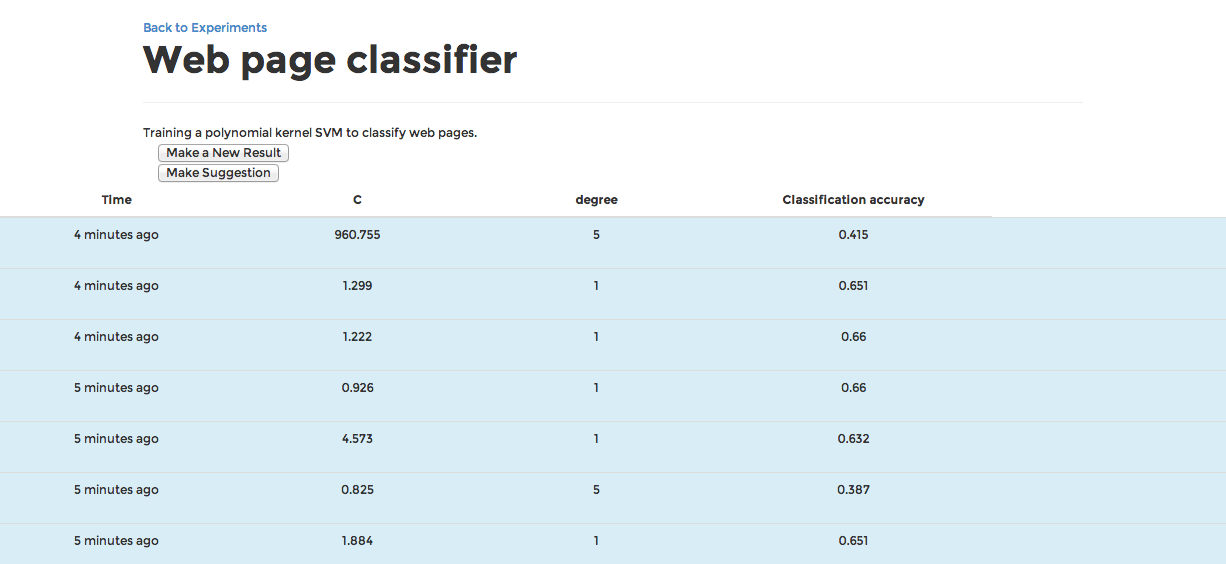 Back to Experiments
Web page classifier
Training a polynomial kernel SVM to classify web pages.
Make a New Result
Make Suggestion
Time C degree Classification accuracy
4 minutes ago 960.755 5 0.415
4 minutes ago 1.299 1 0.651
4 minutes ago 1.222 1 0.66
5 minutes ago 0.926 1 0.66
5 minutes ago 4.573 1 0.632
5 minutes ago 0.825 5 0.387
5 minutes ago 1.884 1 0.651